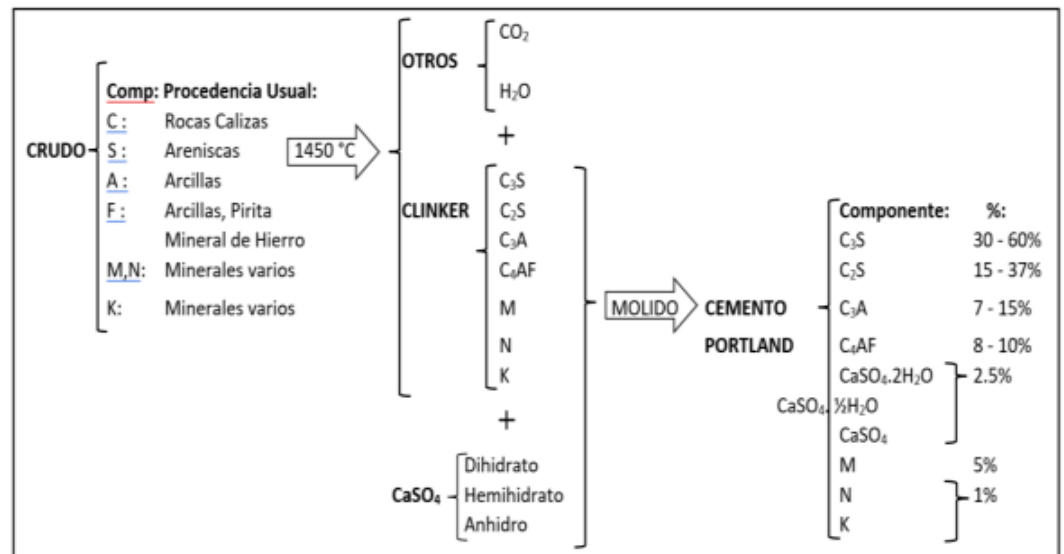 CRUDO
Comp: Procedencia Usual:
C : Rocas Calizas
S : Areniscas
A : Arcillas
F : Arcillas, Pirita
Mineral de Hierro
M,N: Minerales varios
K: Minerales varios
1450 °C
OTROS
CO₂
H₂O
+
CLINKER
C₃S
C₂S
C₃A
C₄AF
M
N
K
+
CaSO₄
Dihidrato
Hemihidrato
Anhidro
MOLIDO
CEMENTO
PORTLAND
Componente: %:
C₃S 30 - 60%
C₂S 15 - 37%
C₃A 7 - 15%
C₄AF 8 - 10%
CaSO₄.2H₂O 2.5%
CaSO₄. ½H₂O
CaSO₄
M 5%
N 1%
K